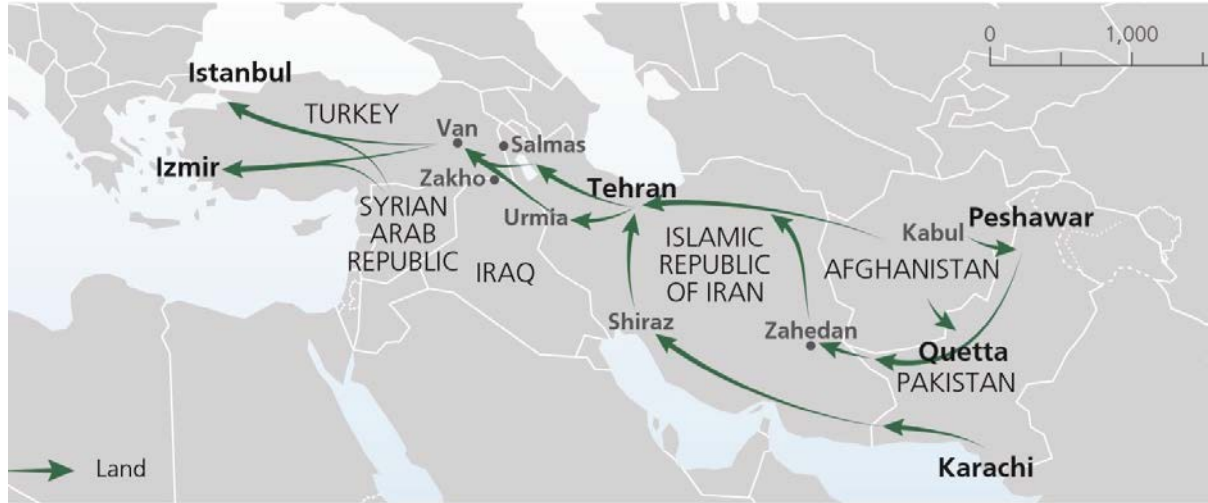 0 1,000
Istanbul
TURKEY
Van
Salmas
Izmir
Zakho
Tehran
SYRIAN
ARAB
REPUBLIC
Urmia
IRAQ
ISLAMIC
REPUBLIC
OF IRAN
Kabul
Peshawar
AFGHANISTAN
Shiraz
Zahedan
Quetta
PAKISTAN
Karachi
Land